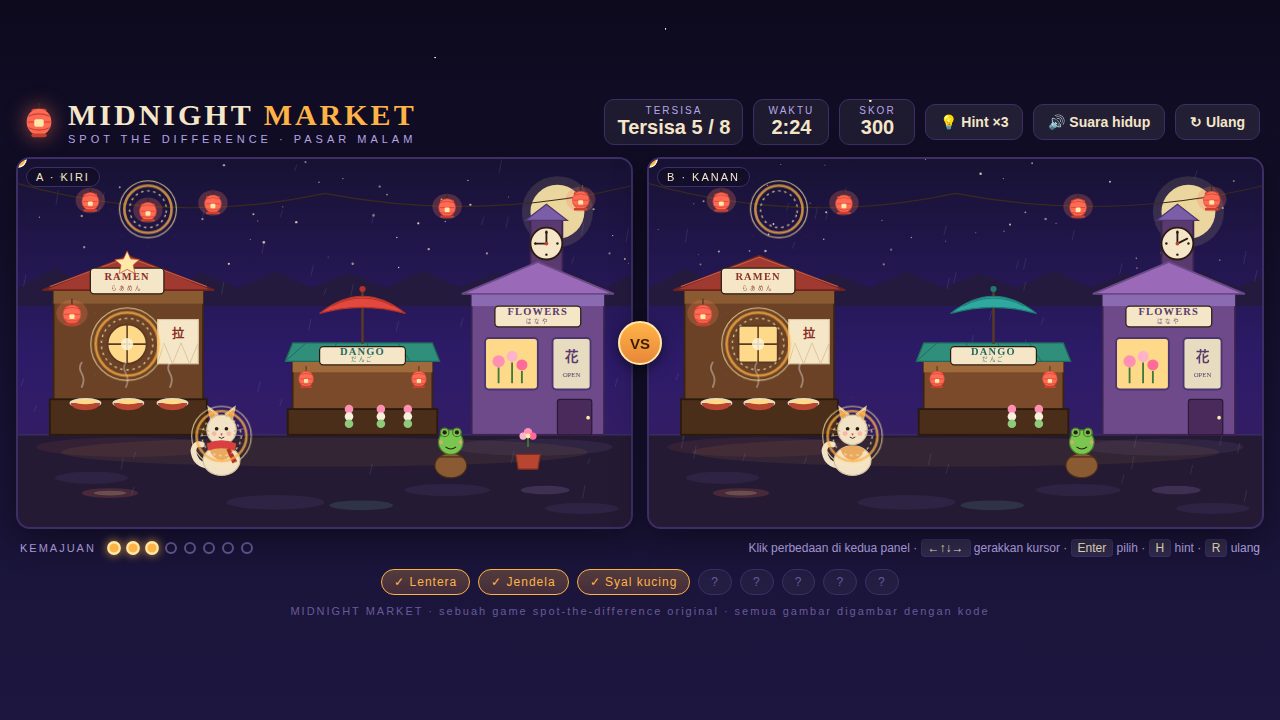 MIDNIGHT MARKET
SPOT THE DIFFERENCE · PASAR MALAM
TERSISA
Tersisa 5 / 8
WAKTU
2:24
SKOR
300
💡 Hint ×3
🔊 Suara hidup
↻ Ulang
A · KIRI
RAMEN
らぁめん
拉
DANGO
だんご
FLOWERS
はなや
花
OPEN
VS
B · KANAN
RAMEN
らぁめん
拉
DANGO
だんご
FLOWERS
はなや
花
OPEN
KEMAJUAN
Klik perbedaan di kedua panel · ←↑↓→ gerakkan kursor · Enter pilih · H hint · R ulang
✓ Lentera
✓ Jendela
✓ Syal kucing
?
?
?
?
?
MIDNIGHT MARKET · sebuah game spot-the-difference original · semua gambar digambar dengan kode